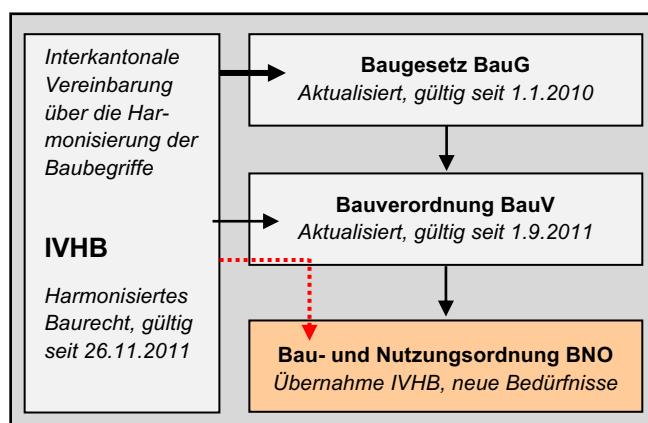 Interkantonale
Vereinbarung
über die Har-
monisierung der
Baubegriffe
IVHB
Harmonisiertes
Baurecht, gültig
seit 26.11.2011
Baugesetz BauG
Aktualisiert, gültig seit 1.1.2010
Bauverordnung BauV
Aktualisiert, gültig seit 1.9.2011
Bau- und Nutzungsordnung BNO
Übernahme IVHB, neue Bedürfnisse